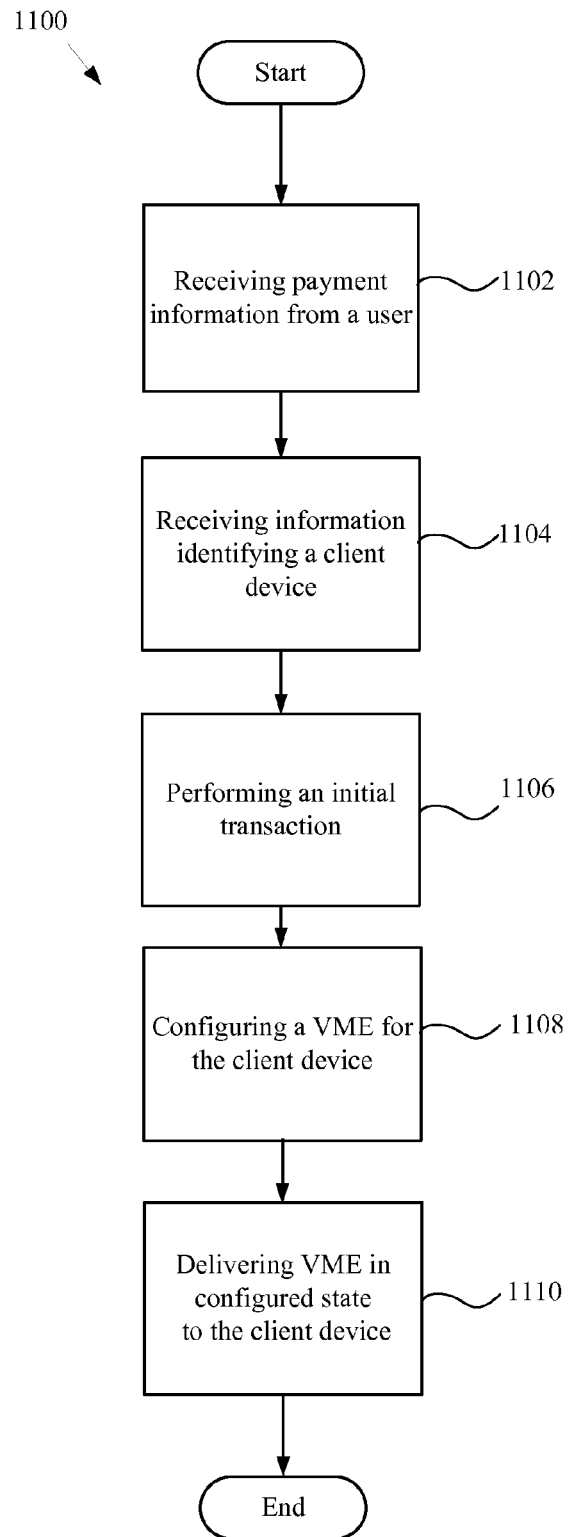 1100
Start
Receiving payment
information from a user
1102
Receiving information
identifying a client
device
1104
Performing an initial
transaction
1106
Configuring a VME for
the client device
1108
Delivering VME in
configured state
to the client device
1110
End